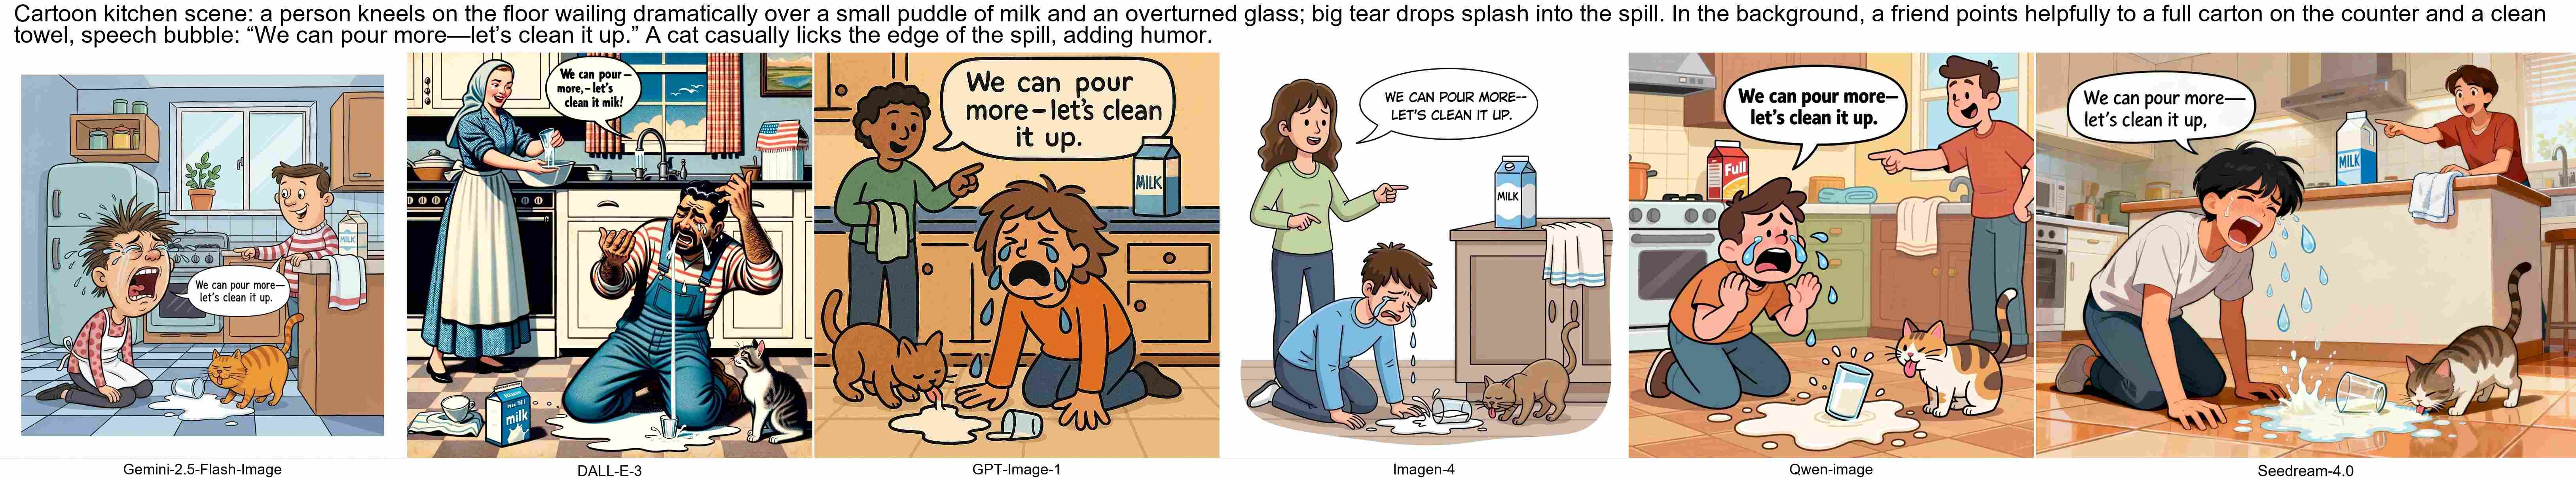 Cartoon kitchen scene: a person kneels on the floor wailing dramatically over a small puddle of milk and an overturned glass; big tear drops splash into the spill. In the background, a friend points helpfully to a full carton on the counter and a clean
towel, speech bubble: “We can pour more—let’s clean it up.” A cat casually licks the edge of the spill, adding humor.
MILK
We can pour more—
let’s clean it up.
Gemini-2.5-Flash-Image
We can pour–
more,–let’s
clean it mik!
milk
DALL-E-3
We can pour
more–let’s clean
it up.
MILK
GPT-Image-1
WE CAN POUR MORE--
LET’S CLEAN IT UP.
MILK
Imagen-4
We can pour more—
let’s clean it up.
Full
Qwen-image
We can pour more—
let’s clean it up,
MILK
Seedream-4.0